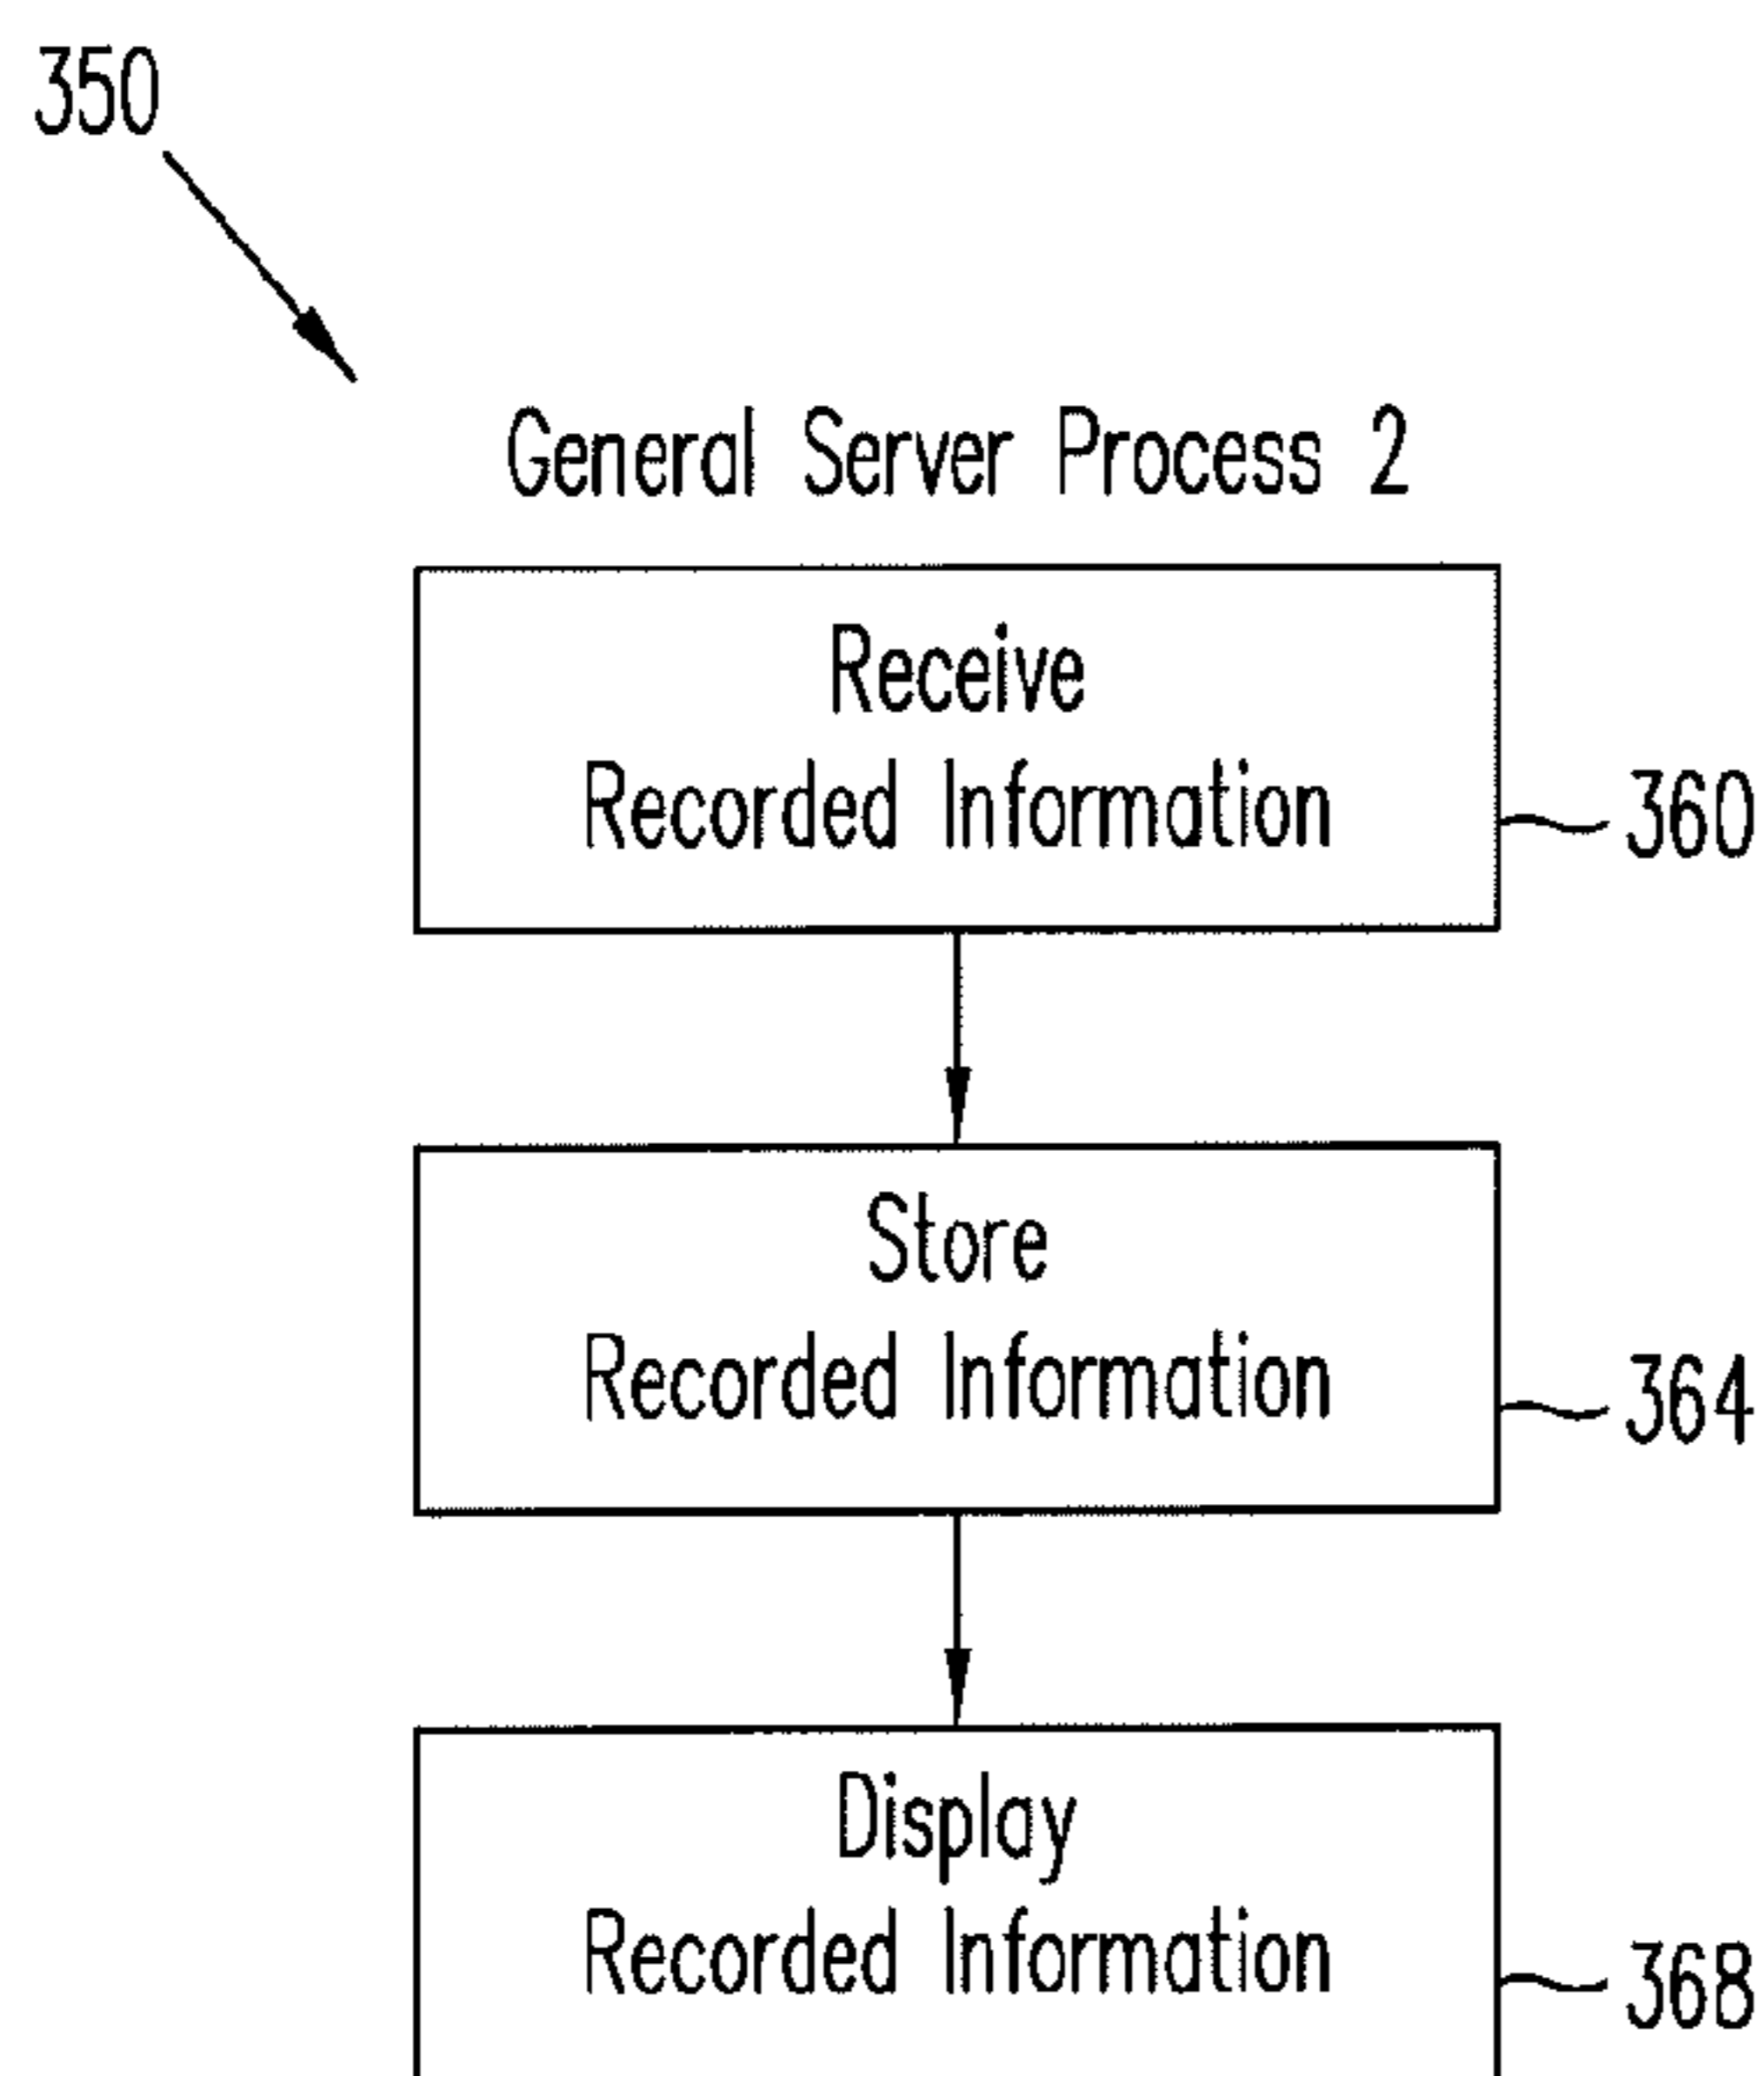 350
General Server Process 2
Receive
Recorded Information
360
Store
Recorded Information
364
Display
Recorded Information
368